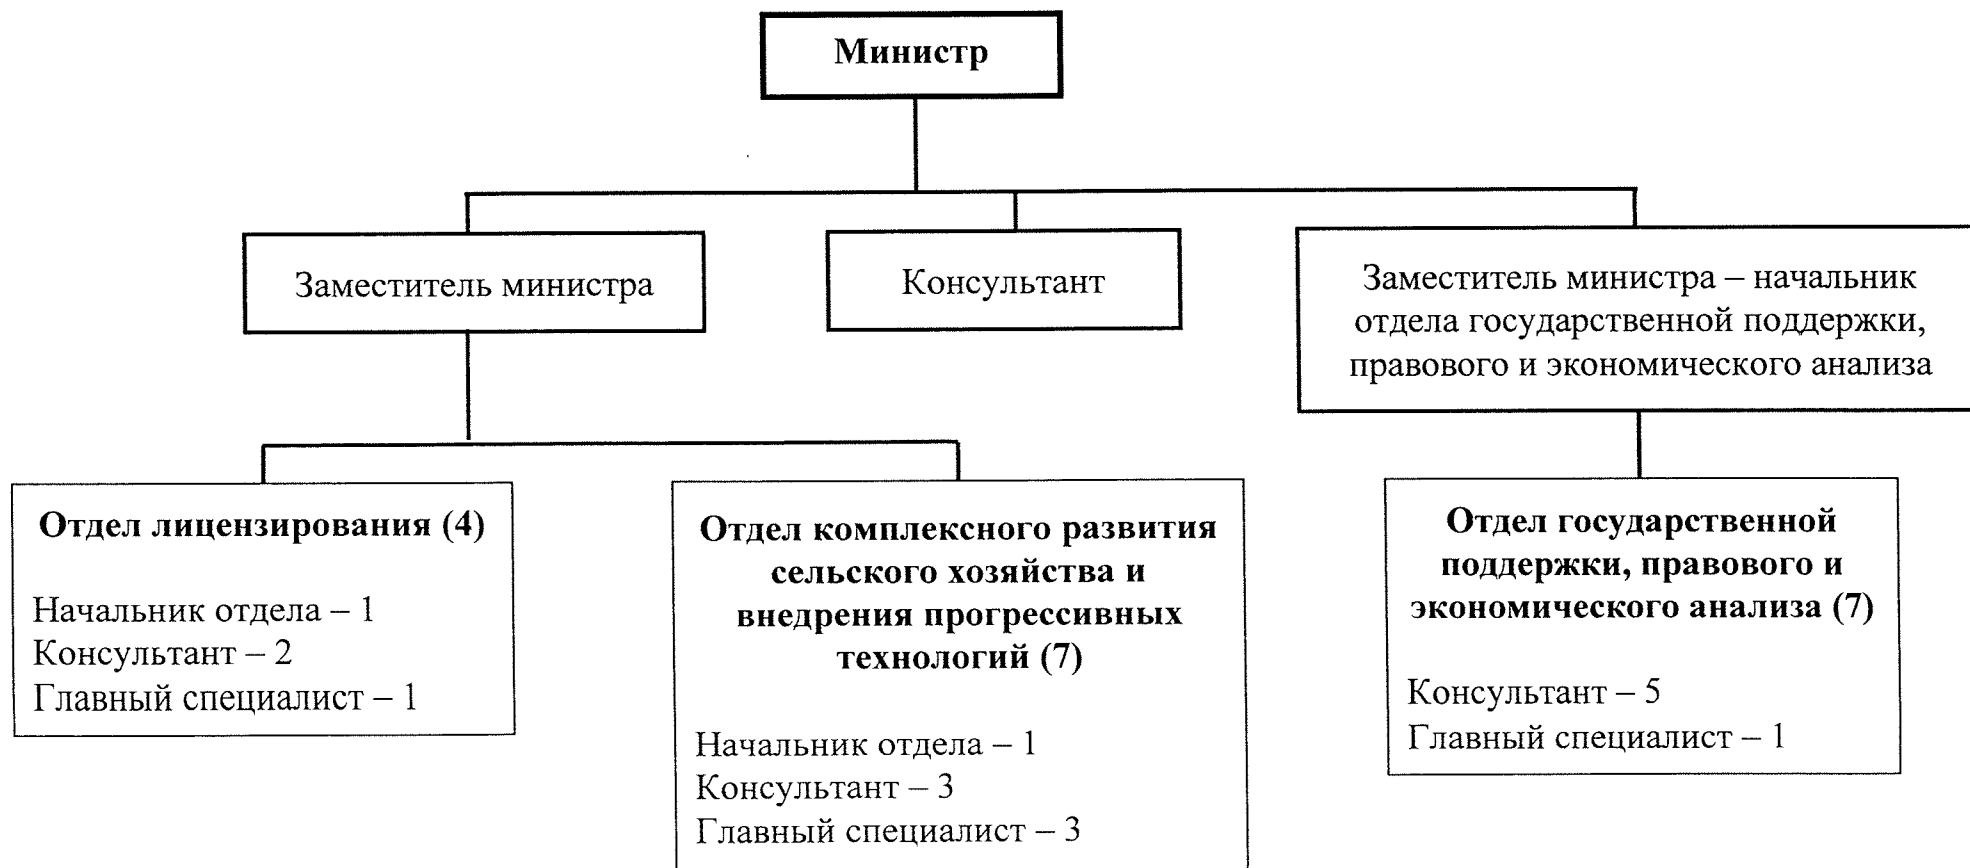 Министр
Заместитель министра
Консультант
Заместитель министра – начальник
отдела государственной поддержки,
правового и экономического анализа
Отдел лицензирования (4)
Начальник отдела – 1
Консультант – 2
Главный специалист – 1
Отдел комплексного развития
сельского хозяйства и
внедрения прогрессивных
технологий (7)
Начальник отдела – 1
Консультант – 3
Главный специалист – 3
Отдел государственной
поддержки, правового и
экономического анализа (7)
Консультант – 5
Главный специалист – 1